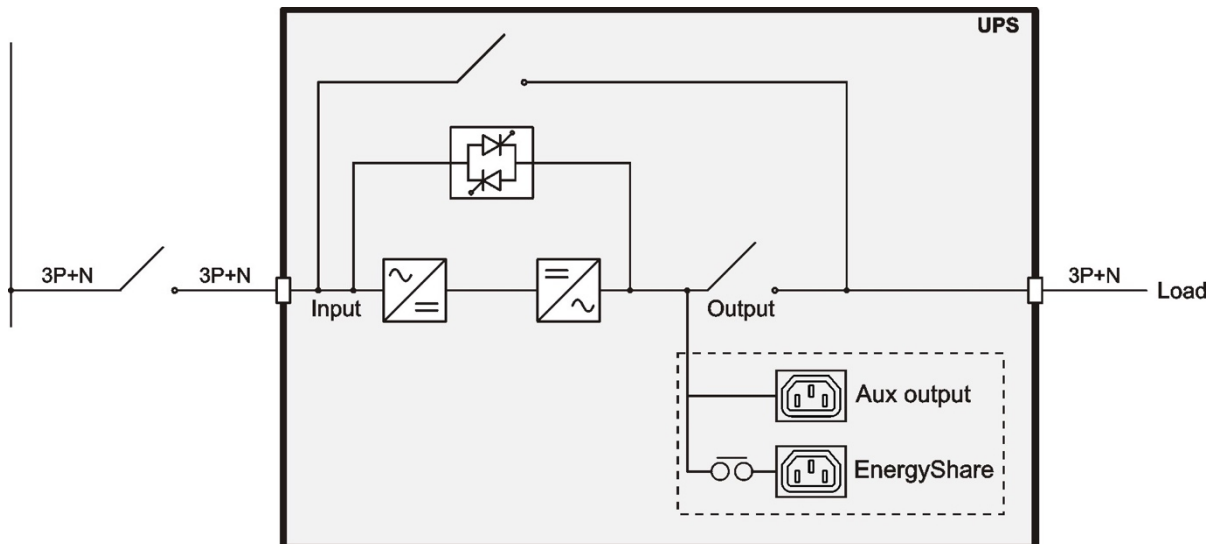 UPS
3P+N
3P+N
Input
Output
3P+N
Load
Aux output
EnergyShare